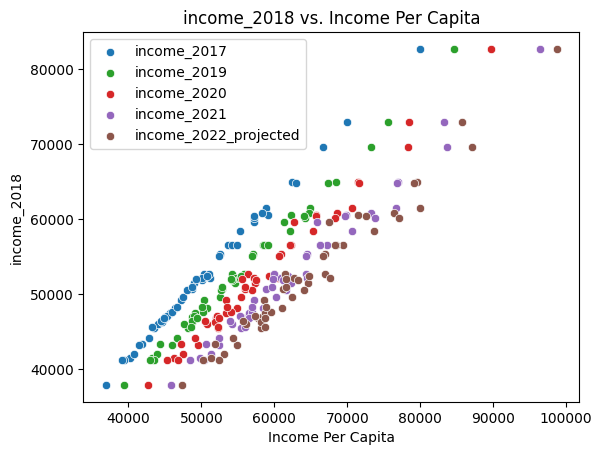 income_2018 vs. Income Per Capita
income_2017
income_2019
income_2020
income_2021
income_2022_projected
80000
70000
60000
50000
40000
income_2018
40000 50000 60000 70000 80000 90000 100000
Income Per Capita